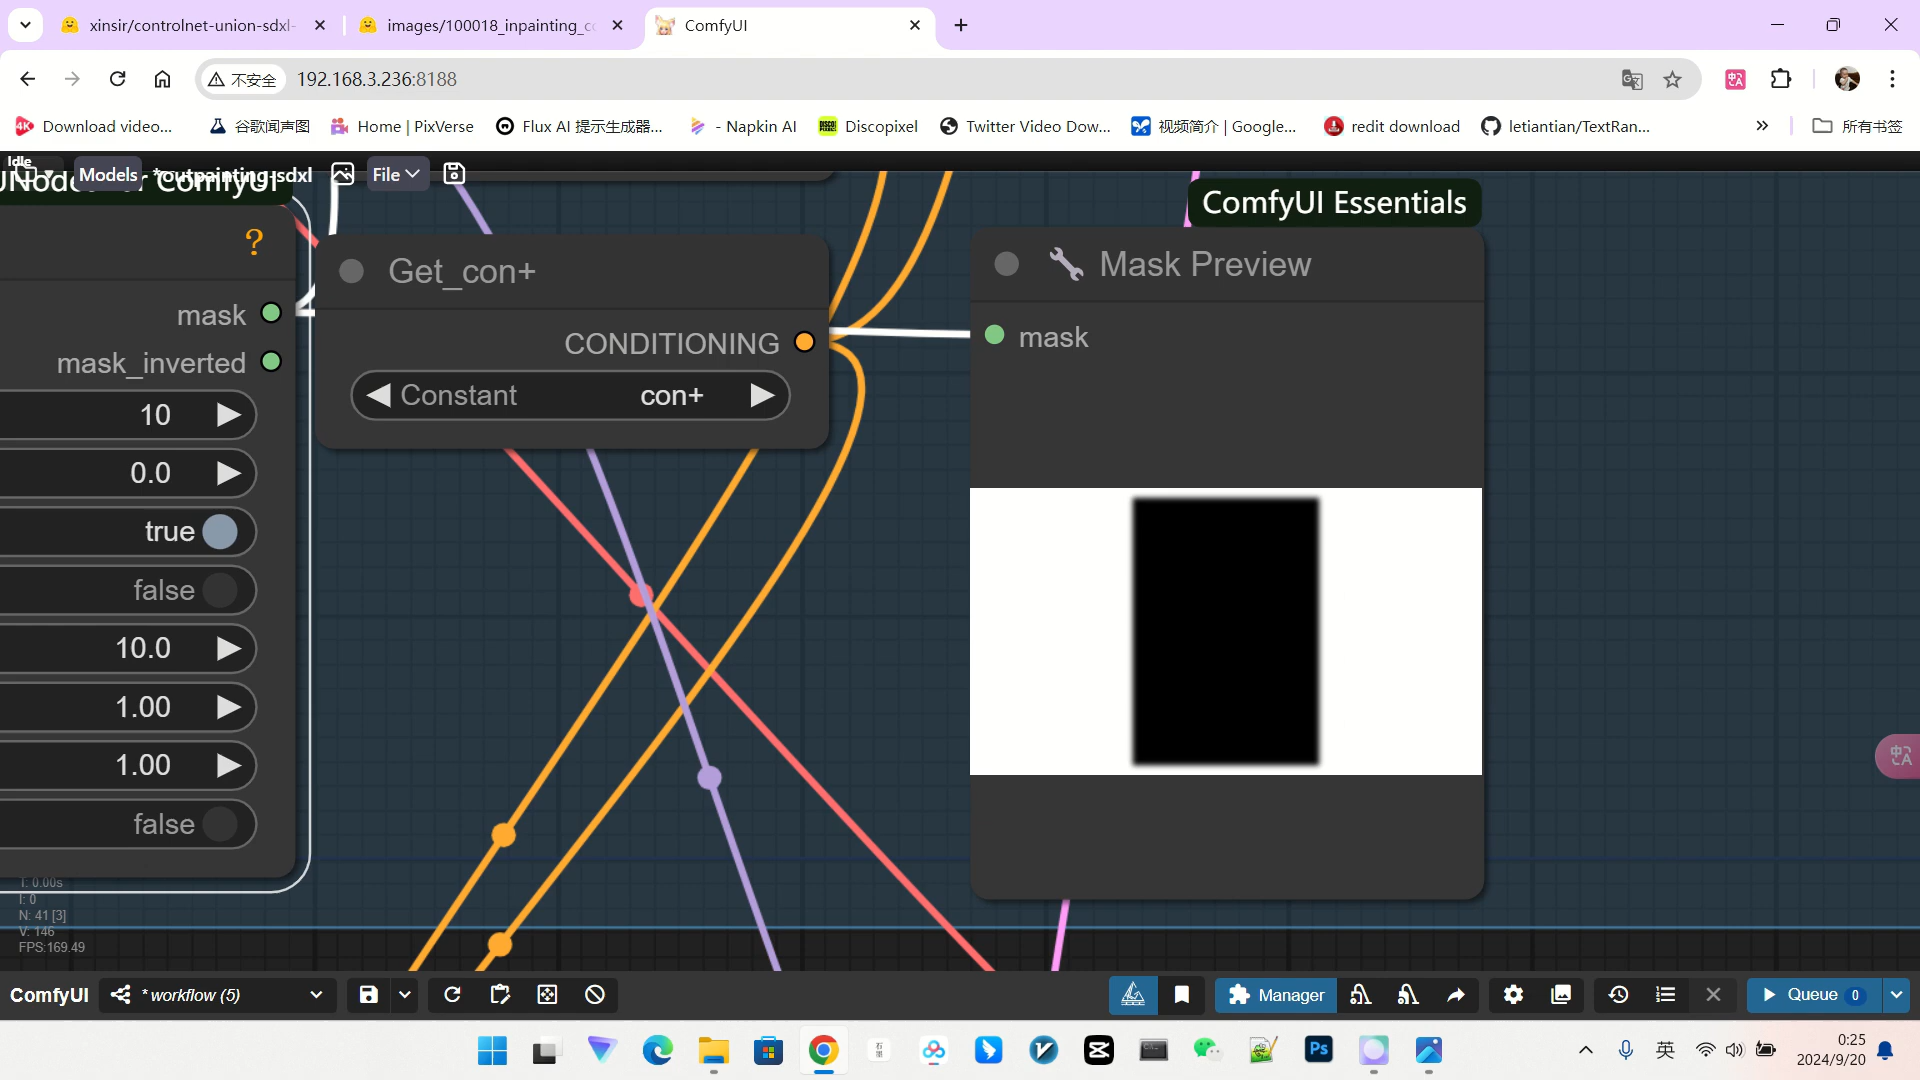 xinsir/controlnet-union-sdxl-
images/100018_inpainting_co
ComfyUI
不安全
192.168.3.236:8188
Download video...
谷歌闻声图
Home | PixVerse
Flux AI 提示生成器...
- Napkin AI
Discopixel
Twitter Video Dow...
视频简介 | Google...
redit download
letiantian/TextRan...
所有书签
Idle
Models
*outpainting-sdxl
File
ComfyUI Essentials
?
mask
mask_inverted
10
0.0
true
false
10.0
1.00
1.00
false
Get_con+
CONDITIONING
Constant
con+
Mask Preview
mask
T: 0.00s
I: 0
N: 41 [3]
V: 146
FPS:169.49
ComfyUI
* workflow (5)
Manager
Queue
0
Ps
英
0:25
2024/9/20